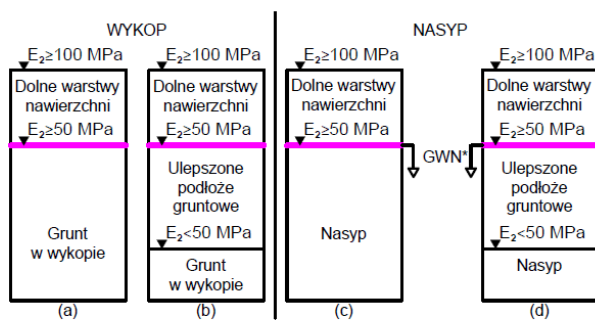 WYKOP
NASYP
E₂≥100 MPa
E₂≥100 MPa
E₂≥100 MPa
E₂≥100 MPa
Dolne warstwy
nawierzchni
Dolne warstwy
nawierzchni
Dolne warstwy
nawierzchni
Dolne warstwy
nawierzchni
E₂≥50 MPa
E₂≥50 MPa
E₂≥50 MPa
E₂≥50 MPa
GWN*
Grunt
w wykopie
Ulepszone
podłoże
gruntowe
E₂<50 MPa
Grunt
w wykopie
Nasyp
Ulepszone
podłoże
gruntowe
E₂<50 MPa
Nasyp
(a)
(b)
(c)
(d)